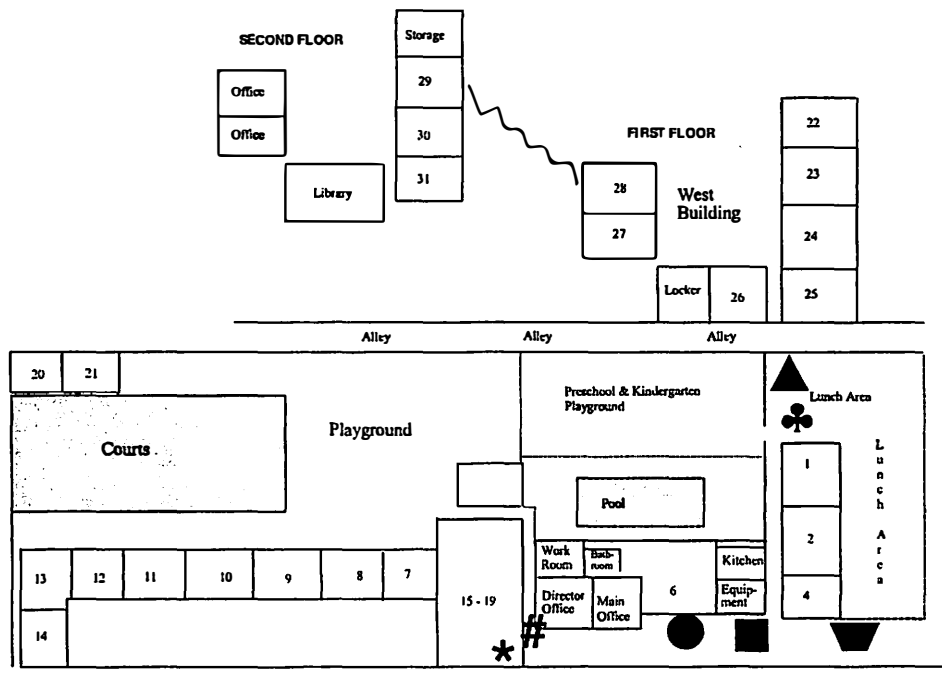 SECOND FLOOR
Storage
29
30
31
Office
Office
Library
FIRST FLOOR
28
27
West
Building
22
23
24
25
Locker
26
Alley
Alley
Alley
20
21
Courts
Playground
Preschool & Kindergarten
Playground
Pool
Lunch Area
1
2
4
Lunch Area
13
12
11
10
9
8
7
14
15 - 19
Work
Room
Bath-
room
Director
Office
Main
Office
6
Kitchen
Equip-
ment
*
#